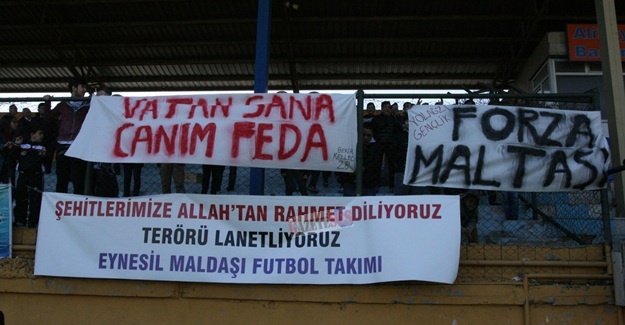 VATAN SANA
CANIM FEDA
FORZA
MALTAŞ
GENÇLİK
ŞEHİTLERİMİZE ALLAH'TAN RAHMET DİLİYORUZ
TERÖRÜ LANETLİYORUZ
EYNESİL MALDAŞI FUTBOL TAKIMI